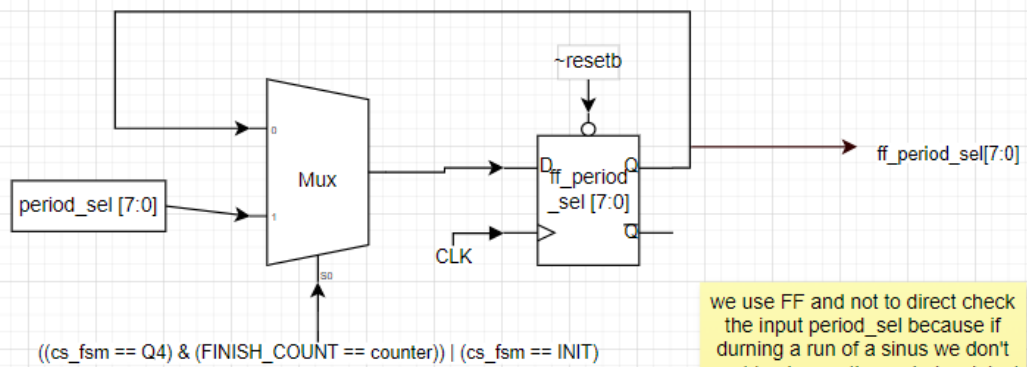 ~resetb
0
Mux
D
Q
ff_period
_sel [7:0]
ff_period_sel[7:0]
period_sel [7:0]
1
Q
CLK
S0
((cs_fsm == Q4) & (FINISH_COUNT == counter)) | (cs_fsm == INIT)
we use FF and not to direct check
the input period_sel because if
durning a run of a sinus we don't